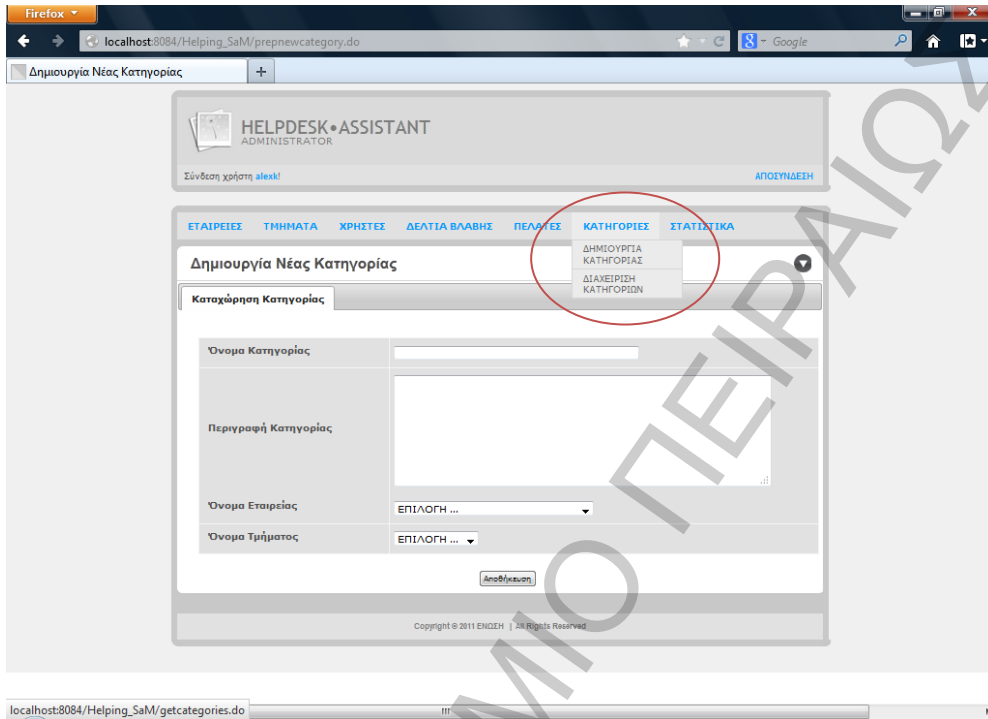 Firefox
localhost:8084/Helping_SaM/prepnewcategory.do
Google
Δημιουργία Νέας Κατηγορίας
HELPDESK•ASSISTANT
ADMINISTRATOR
Σύνδεση χρήστη alexk!
ΑΠΟΣΥΝΔΕΣΗ
ΕΤΑΙΡΕΙΕΣ ΤΜΗΜΑΤΑ ΧΡΗΣΤΕΣ ΔΕΛΤΙΑ ΒΛΑΒΗΣ ΠΕΛΑΤΕΣ ΚΑΤΗΓΟΡΙΕΣ ΣΤΑΤΙΣΤΙΚΑ
ΔΗΜΙΟΥΡΓΙΑ
ΚΑΤΗΓΟΡΙΑΣ
ΔΙΑΧΕΙΡΙΣΗ
ΚΑΤΗΓΟΡΙΩΝ
Δημιουργία Νέας Κατηγορίας
Καταχώρηση Κατηγορίας
Όνομα Κατηγορίας
Περιγραφή Κατηγορίας
Όνομα Εταιρείας
ΕΠΙΛΟΓΗ ...
Όνομα Τμήματος
ΕΠΙΛΟΓΗ ...
Αποθήκευση
Copyright © 2011 ΕΝΩΣΗ | All Rights Reserved
localhost:8084/Helping_SaM/getcategories.do
ΜΙΟ ΠΕΙΡΑΙΩΣ